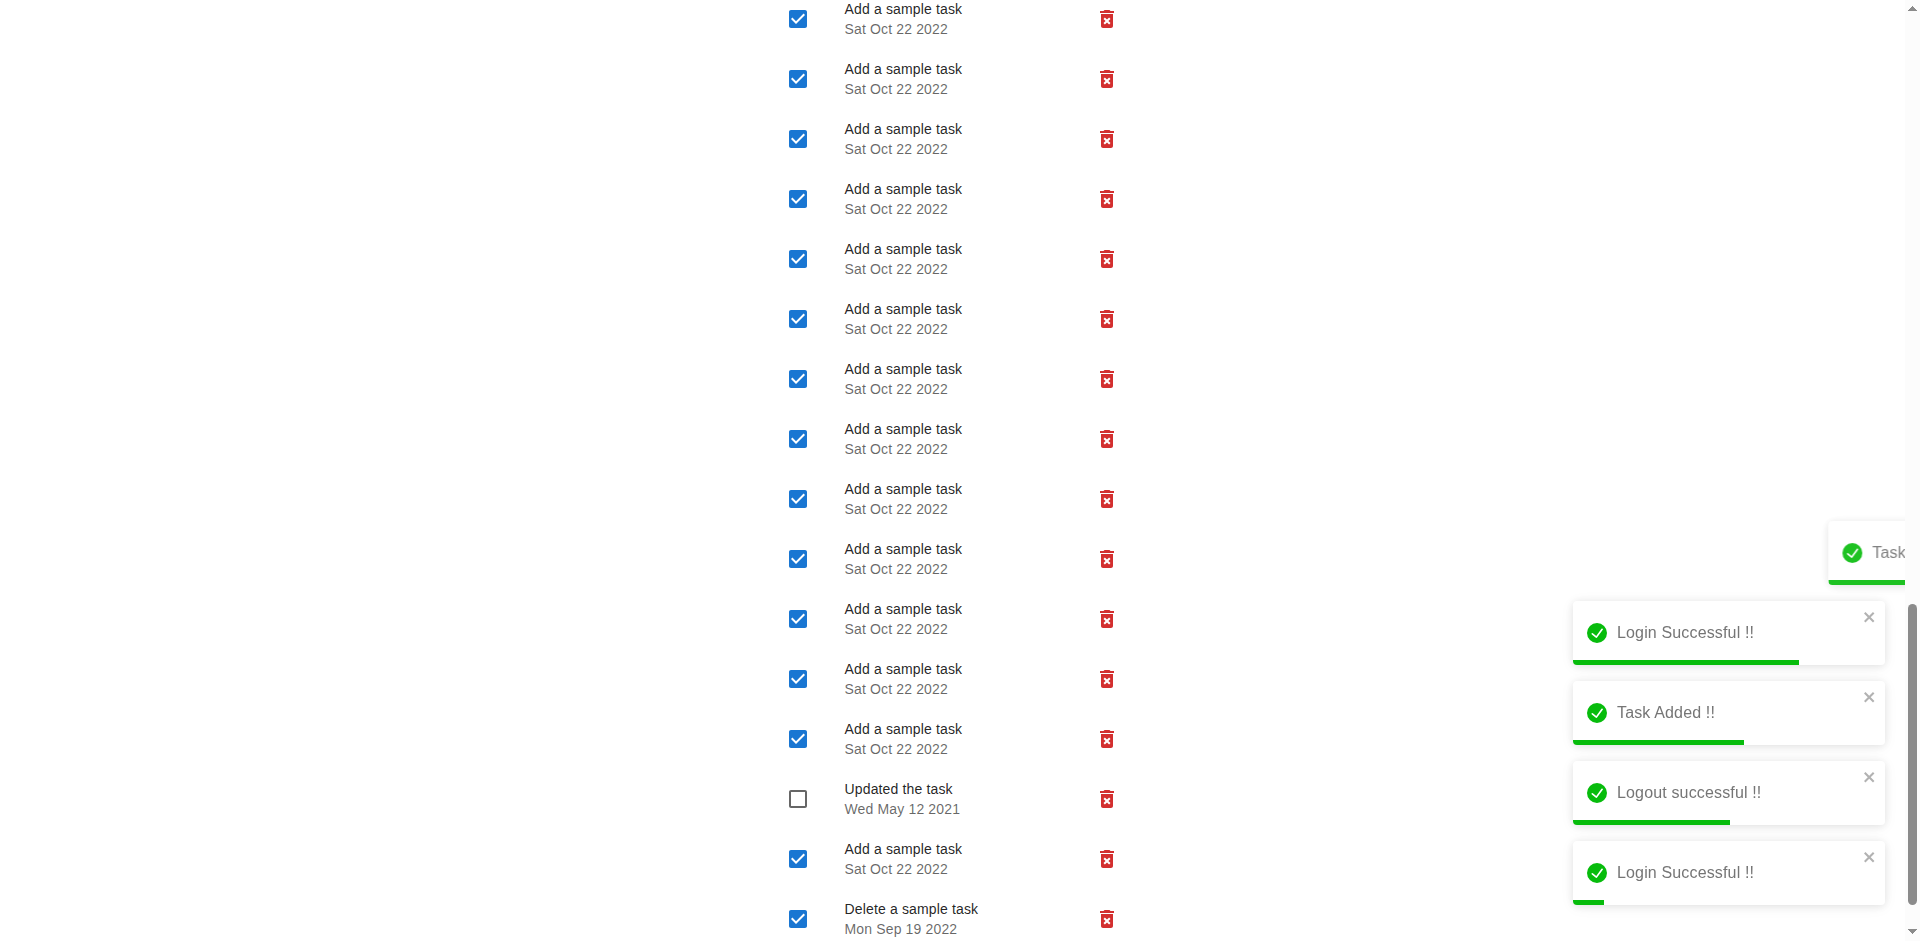 Add a sample task
Sat Oct 22 2022
Add a sample task
Sat Oct 22 2022
Add a sample task
Sat Oct 22 2022
Add a sample task
Sat Oct 22 2022
Add a sample task
Sat Oct 22 2022
Add a sample task
Sat Oct 22 2022
Add a sample task
Sat Oct 22 2022
Add a sample task
Sat Oct 22 2022
Add a sample task
Sat Oct 22 2022
Add a sample task
Sat Oct 22 2022
Add a sample task
Sat Oct 22 2022
Add a sample task
Sat Oct 22 2022
Add a sample task
Sat Oct 22 2022
Updated the task
Wed May 12 2021
Add a sample task
Sat Oct 22 2022
Delete a sample task
Mon Sep 19 2022
Task
Login Successful !!
Task Added !!
Logout successful !!
Login Successful !!